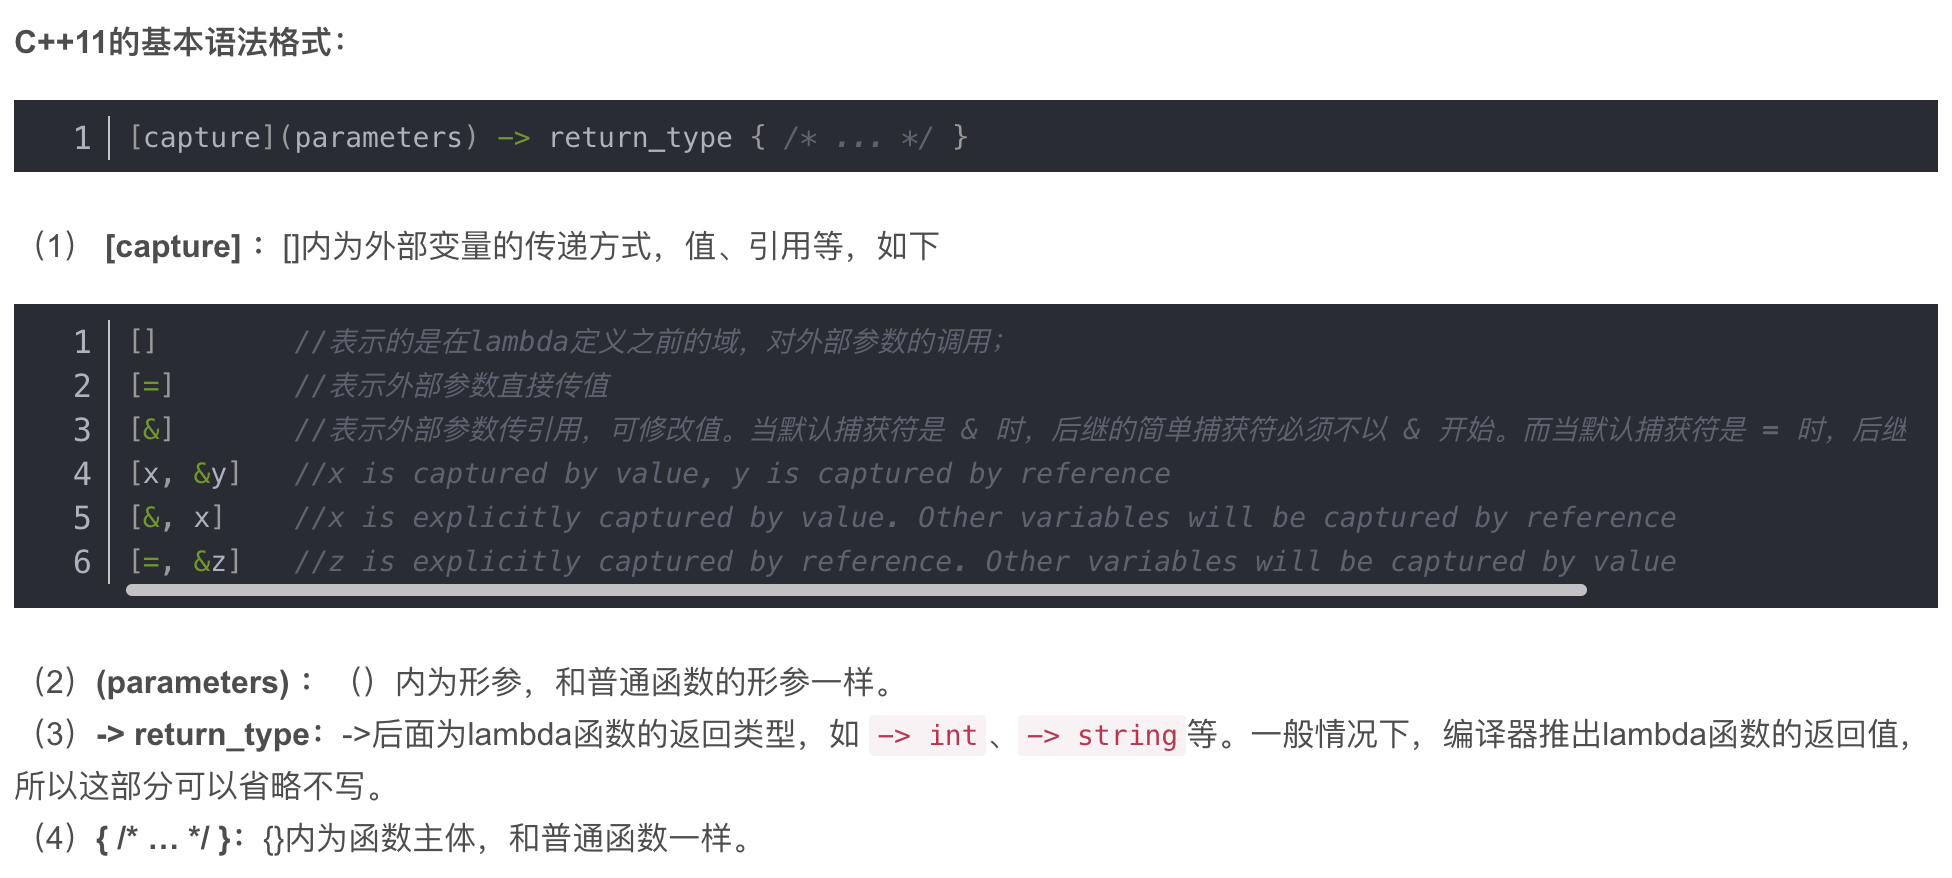 C++11的基本语法格式：
1 [capture](parameters) -> return_type { /* ... */ }
（1） [capture] ：[]内为外部变量的传递方式，值、引用等，如下
1 [] //表示的是在lambda定义之前的域，对外部参数的调用；
2 [=] //表示外部参数直接传值
3 [&] //表示外部参数传引用，可修改值。当默认捕获符是 & 时，后继的简单捕获符必须不以 & 开始。而当默认捕获符是 = 时，后继
4 [x, &y] //x is captured by value, y is captured by reference
5 [&, x] //x is explicitly captured by value. Other variables will be captured by reference
6 [=, &z] //z is explicitly captured by reference. Other variables will be captured by value
（2）(parameters) ： （）内为形参，和普通函数的形参一样。
（3）-> return_type：->后面为lambda函数的返回类型，如 -> int 、 -> string 等。一般情况下，编译器推出lambda函数的返回值，
所以这部分可以省略不写。
（4）{ /* ... */ }：{}内为函数主体，和普通函数一样。